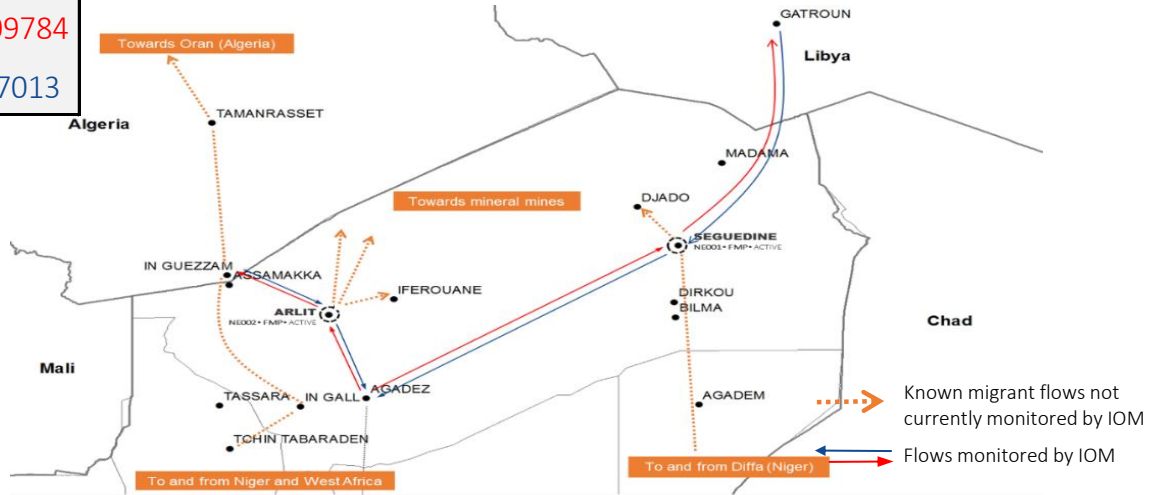 09784
7013
GATROUN
Towards Oran (Algeria)
Libya
TAMANRASSET
Algeria
MADAMA
Towards mineral mines
DJADO
SEGUEDINE
NE001 • FMP • ACTIVE
IN GUEZZAM
ASSAMAKKA
IFEROUANE
DIRKOU
BILMA
ARLIT
NE002 • FMP • ACTIVE
Chad
Mali
AGADEZ
TASSARA
IN GALL
AGADEM
Known migrant flows not
currently monitored by IOM
TCHIN TABARADEN
Flows monitored by IOM
To and from Diffa (Niger)
To and from Niger and West Africa